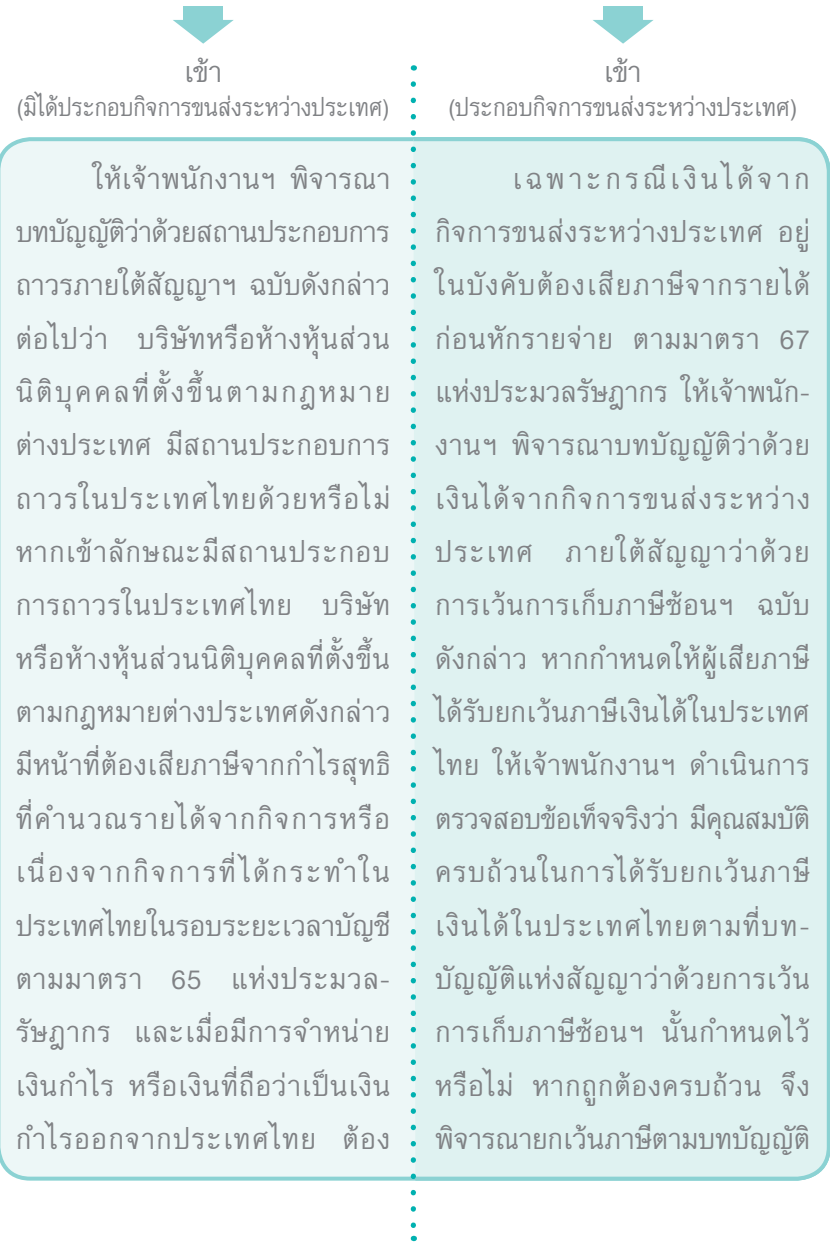 เข้า
(มิได้ประกอบกิจการขนส่งระหว่างประเทศ)
ให้เจ้าพนักงานฯ พิจารณา
บทบัญญัติว่าด้วยสถานประกอบการ
ถาวรภายใต้สัญญาฯ ฉบับดังกล่าว
ต่อไปว่า บริษัทหรือห้างหุ้นส่วน
นิติบุคคลที่ตั้งขึ้นตามกฎหมาย
ต่างประเทศ มีสถานประกอบการ
ถาวรในประเทศไทยด้วยหรือไม่
หากเข้าลักษณะมีสถานประกอบ
การถาวรในประเทศไทย บริษัท
หรือห้างหุ้นส่วนนิติบุคคลที่ตั้งขึ้น
ตามกฎหมายต่างประเทศดังกล่าว
มีหน้าที่ต้องเสียภาษีจากกำไรสุทธิ
ที่คำนวณรายได้จากกิจการหรือ
เนื่องจากกิจการที่ได้กระทำใน
ประเทศไทยในรอบระยะเวลาบัญชี
ตามมาตรา 65 แห่งประมวล-
รัษฎากร และเมื่อมีการจำหน่าย
เงินกำไร หรือเงินที่ถือว่าเป็นเงิน
กำไรออกจากประเทศไทย ต้อง
เข้า
(ประกอบกิจการขนส่งระหว่างประเทศ)
เฉพาะกรณีเงินได้จาก
กิจการขนส่งระหว่างประเทศ อยู่
ในบังคับต้องเสียภาษีจากรายได้
ก่อนหักรายจ่าย ตามมาตรา 67
แห่งประมวลรัษฎากร ให้เจ้าพนัก-
งานฯ พิจารณาบทบัญญัติว่าด้วย
เงินได้จากกิจการขนส่งระหว่าง
ประเทศ ภายใต้สัญญาว่าด้วย
การเว้นการเก็บภาษีซ้อนฯ ฉบับ
ดังกล่าว หากกำหนดให้ผู้เสียภาษี
ได้รับยกเว้นภาษีเงินได้ในประเทศ
ไทย ให้เจ้าพนักงานฯ ดำเนินการ
ตรวจสอบข้อเท็จจริงว่า มีคุณสมบัติ
ครบถ้วนในการได้รับยกเว้นภาษี
เงินได้ในประเทศไทยตามที่บท-
บัญญัติแห่งสัญญาว่าด้วยการเว้น
การเก็บภาษีซ้อนฯ นั้นกำหนดไว้
หรือไม่ หากถูกต้องครบถ้วน จึง
พิจารณายกเว้นภาษีตามบทบัญญัติ